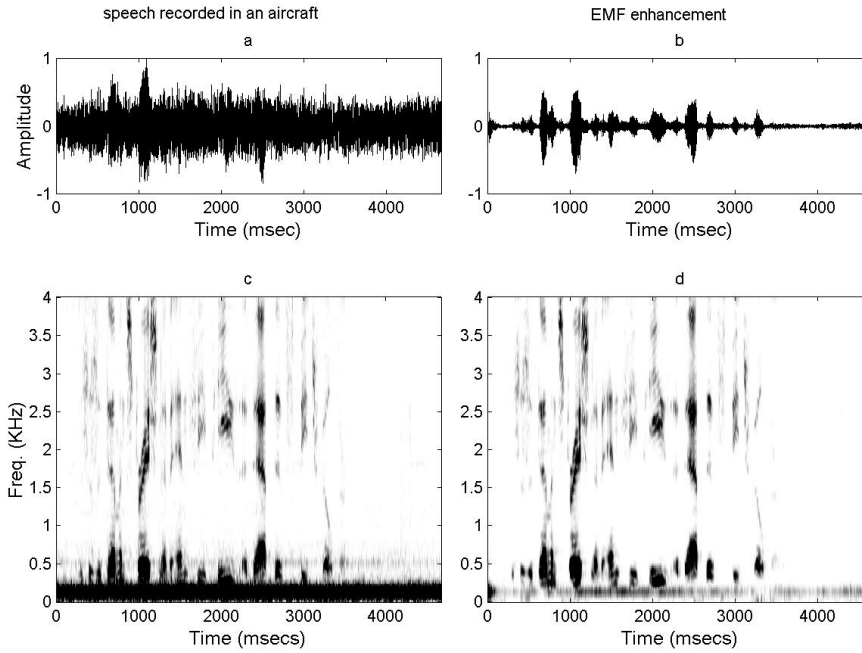 speech recorded in an aircraft
EMF enhancement
a
b
1
0
-1
Amplitude
0 1000 2000 3000 4000
Time (msec)
1
0
-1
0 1000 2000 3000 4000
Time (msec)
c
d
4
3.5
3
2.5
2
1.5
1
0.5
0
Freq. (KHz)
0 1000 2000 3000 4000
Time (msecs)
4
3.5
3
2.5
2
1.5
1
0.5
0
0 1000 2000 3000 4000
Time (msecs)